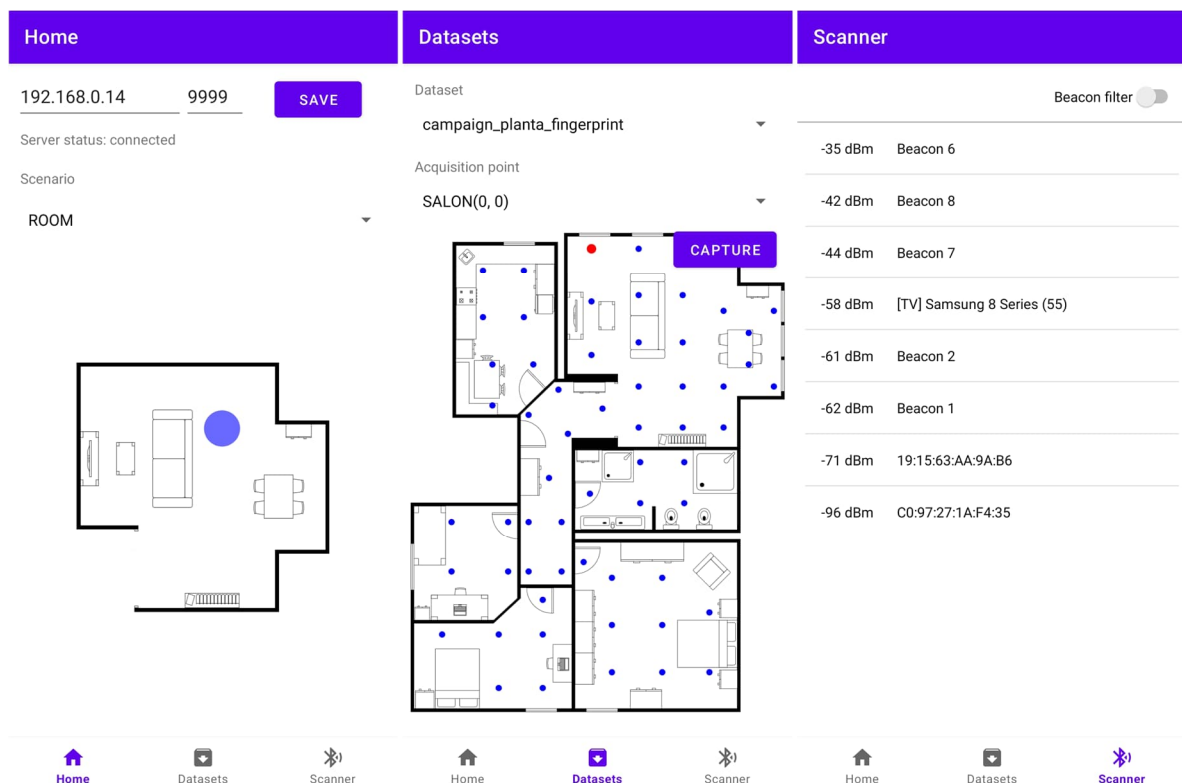 Home
192.168.0.14 9999 SAVE
Server status: connected
Scenario
ROOM
Home Datasets Scanner
Datasets
Dataset
campaign_planta_fingerprint
Acquisition point
SALON(0, 0)
CAPTURE
Home Datasets Scanner
Scanner
Beacon filter
-35 dBm Beacon 6
-42 dBm Beacon 8
-44 dBm Beacon 7
-58 dBm [TV] Samsung 8 Series (55)
-61 dBm Beacon 2
-62 dBm Beacon 1
-71 dBm 19:15:63:AA:9A:B6
-96 dBm C0:97:27:1A:F4:35
Home Datasets Scanner